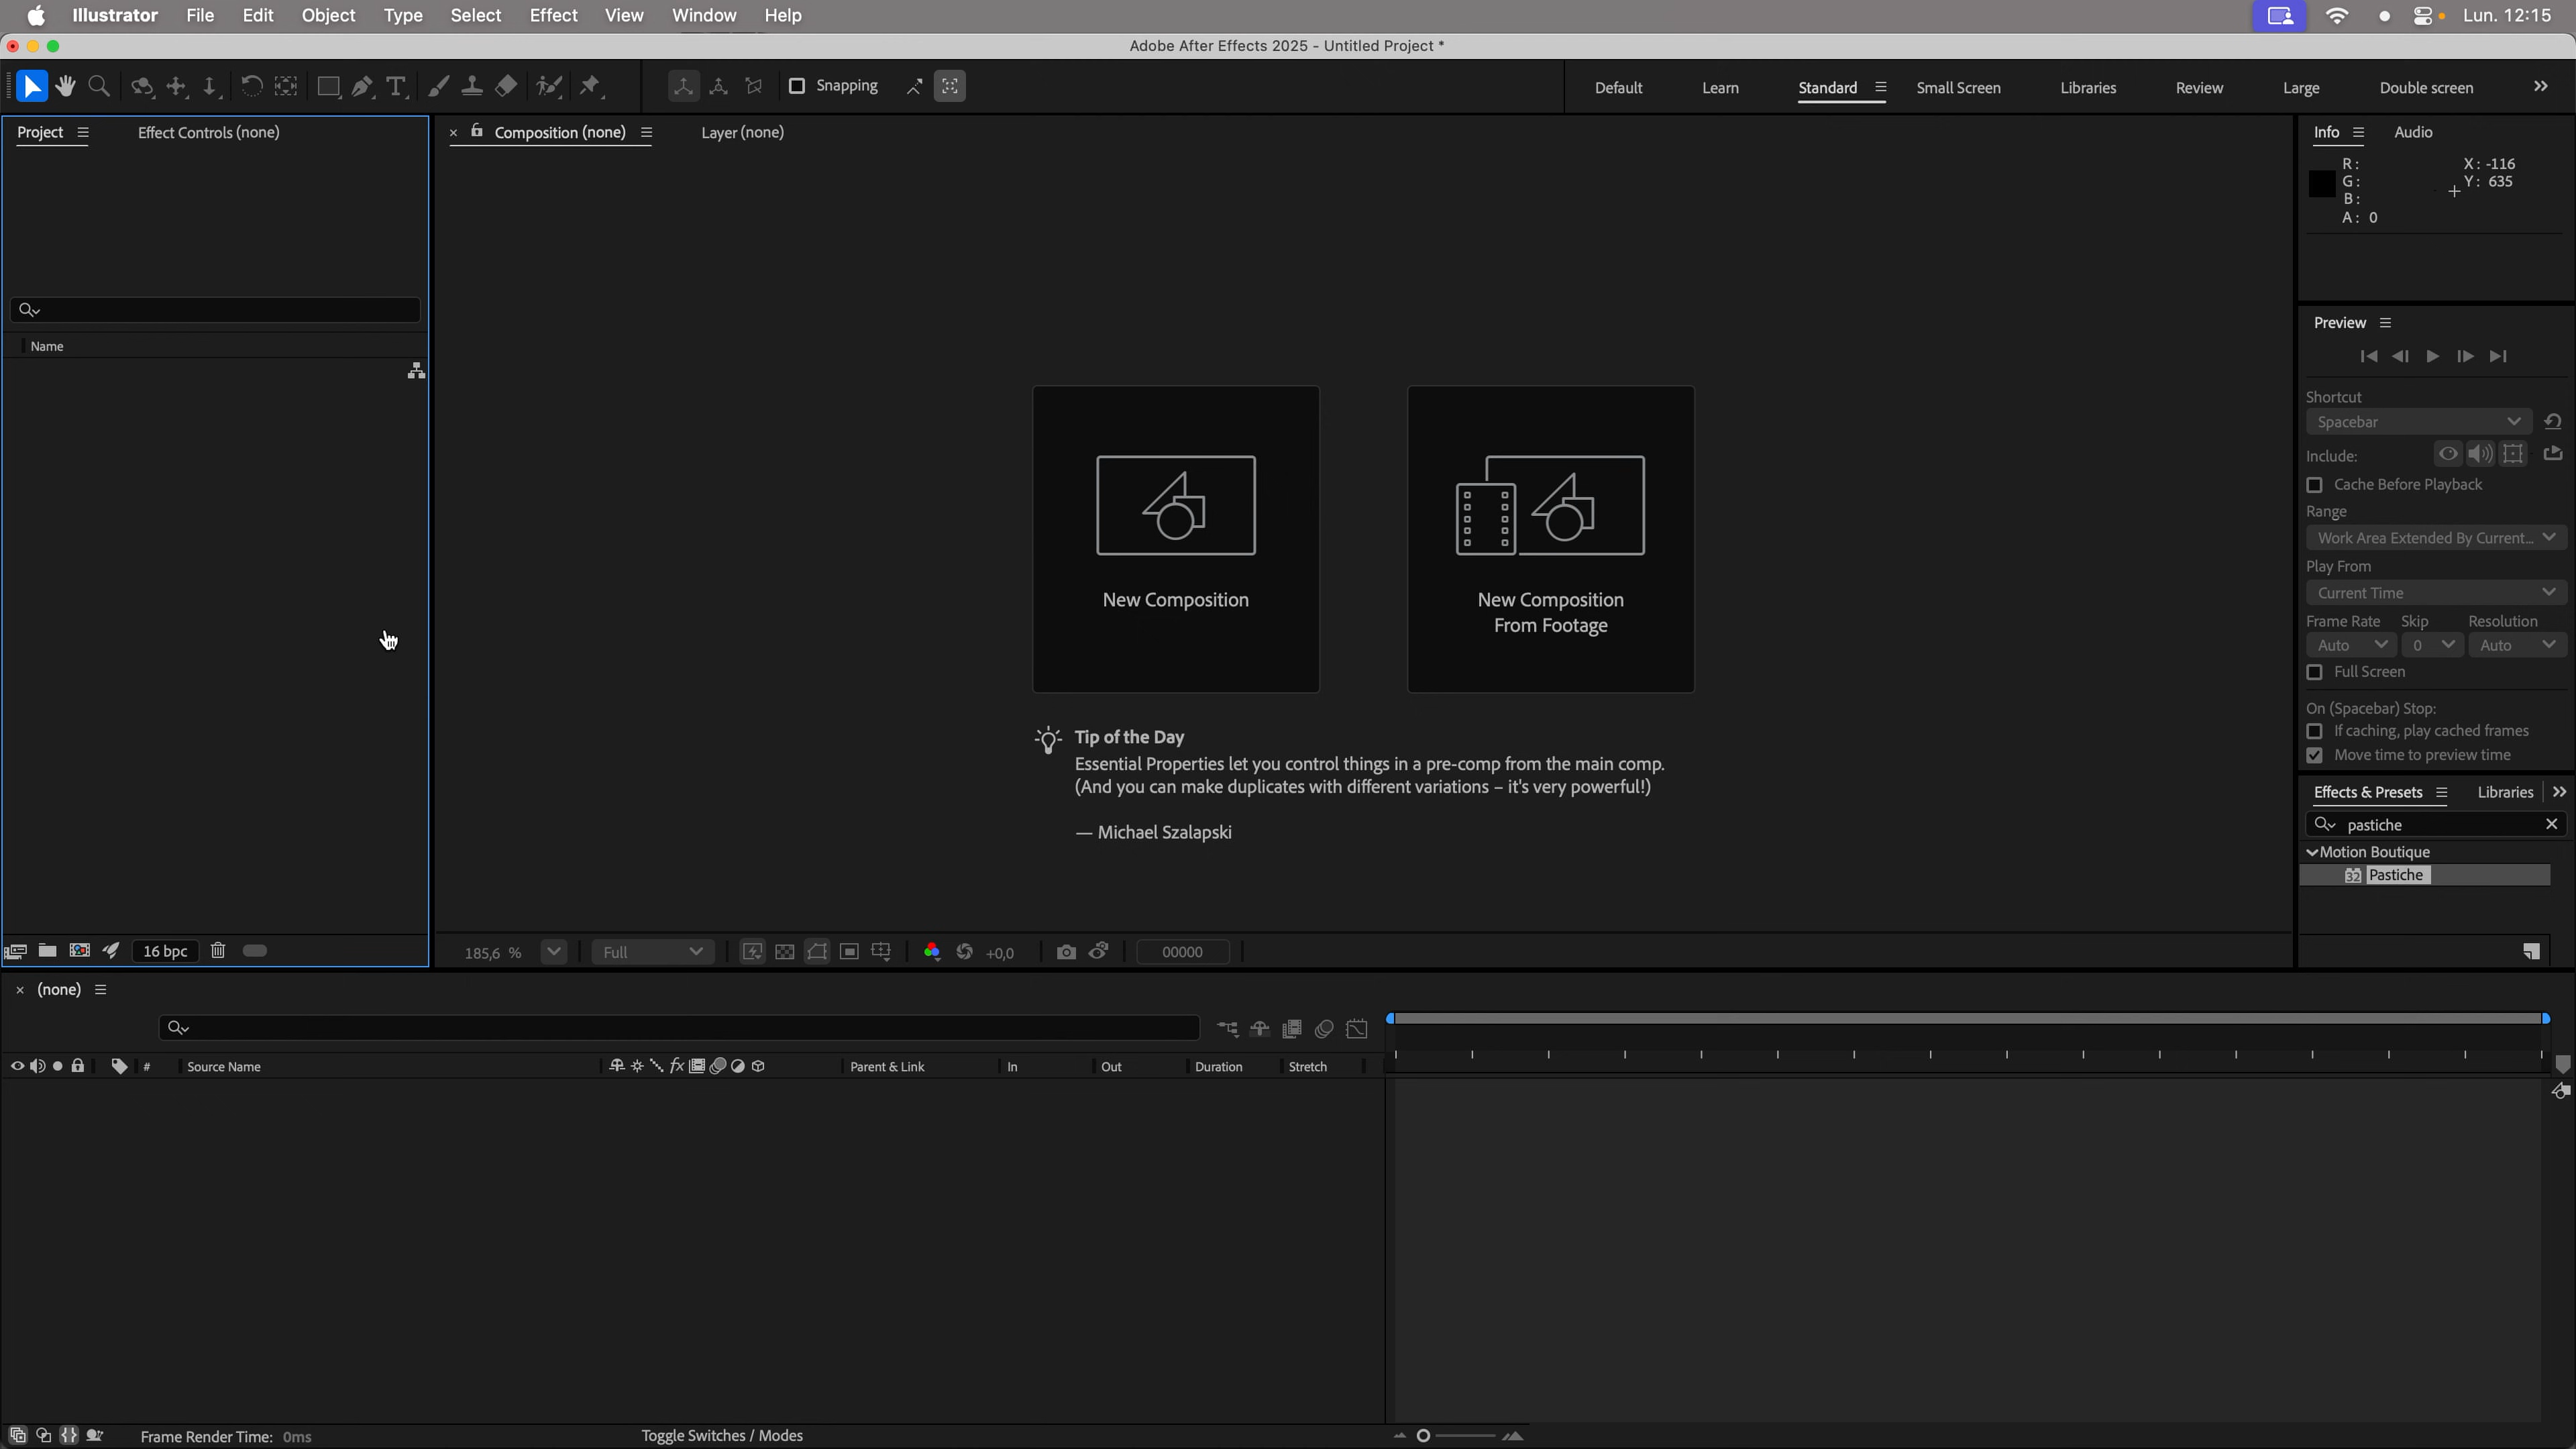 Illustrator File Edit Object Type Select Effect View Window Help Lun. 12:15
Adobe After Effects 2025 - Untitled Project *
Snapping Default Learn Standard Small Screen Libraries Review Large Double screen
Project Effect Controls (none)
Composition (none) Layer (none)
Info Audio
R: X: -116
G: Y: 635
B:
A: 0
Name
Preview
Shortcut
Spacebar
Include:
Cache Before Playback
Range
Work Area Extended By Current...
Play From
Current Time
Frame Rate Skip Resolution
Auto 0 Auto
Full Screen
On (Spacebar) Stop:
If caching, play cached frames
Move time to preview time
New Composition
New Composition
From Footage
Tip of the Day
Essential Properties let you control things in a pre-comp from the main comp.
(And you can make duplicates with different variations – it's very powerful!)
— Michael Szalapski
Effects & Presets Libraries
pastiche
Motion Boutique
32 Pastiche
16 bpc
185,6 % Full +0,0 00000
(none)
# Source Name fx Parent & Link In Out Duration Stretch
Frame Render Time: 0ms Toggle Switches / Modes